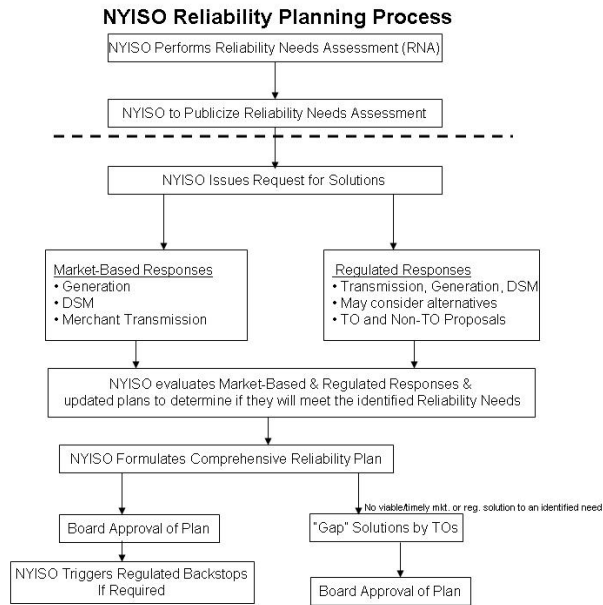 NYISO Reliability Planning Process
NYISO Performs Reliability Needs Assessment (RNA)
NYISO to Publicize Reliability Needs Assessment
NYISO Issues Request for Solutions
Market-Based Responses
• Generation
• DSM
• Merchant Transmission
Regulated Responses
• Transmission, Generation, DSM
• May consider alternatives
• TO and Non-TO Proposals
NYISO evaluates Market-Based & Regulated Responses &
updated plans to determine if they will meet the identified Reliability Needs
NYISO Formulates Comprehensive Reliability Plan
No viable/timely mkt. or reg. solution to an identified need
Board Approval of Plan
"Gap" Solutions by TOs
NYISO Triggers Regulated Backstops
If Required
Board Approval of Plan